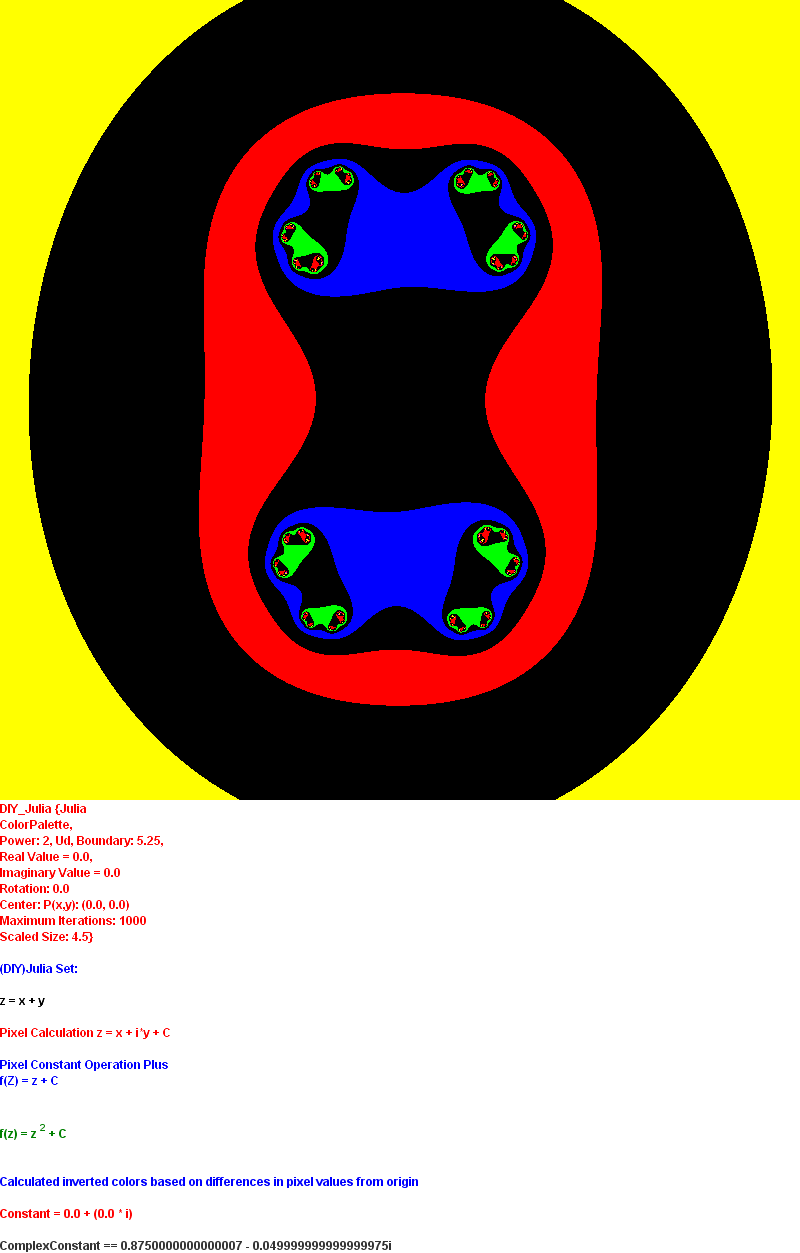 DIY_Julia {Julia
ColorPalette,
Power: 2, Ud, Boundary: 5.25,
Real Value = 0.0,
Imaginary Value = 0.0
Rotation: 0.0
Center: P(x,y): (0.0, 0.0)
Maximum Iterations: 1000
Scaled Size: 4.5}
(DIY)Julia Set:
z = x + y
Pixel Calculation z = x + i*y + C
Pixel Constant Operation Plus
f(Z) = z + C
f(z) = z 2 + C
Calculated inverted colors based on differences in pixel values from origin
Constant = 0.0 + (0.0 * i)
ComplexConstant == 0.8750000000000007 - 0.049999999999999975i